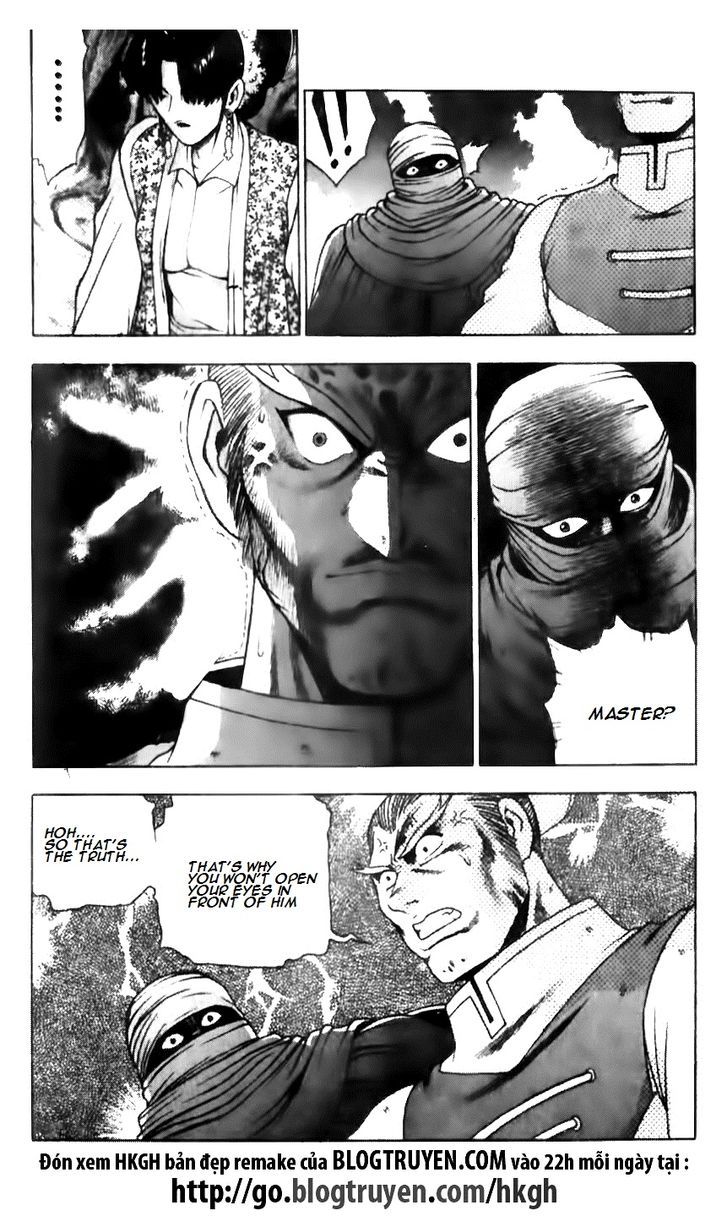 ......
!!
MASTER?
HOH....
SO THAT'S
THE TRUTH...
THAT'S WHY
YOU WON'T OPEN
YOUR EYES IN
FRONT OF HIM
Đón xem HKGH bản đẹp remake của BLOGTRUYEN.COM vào 22h mỗi ngày tại :
http://go.blogtruyen.com/hkgh